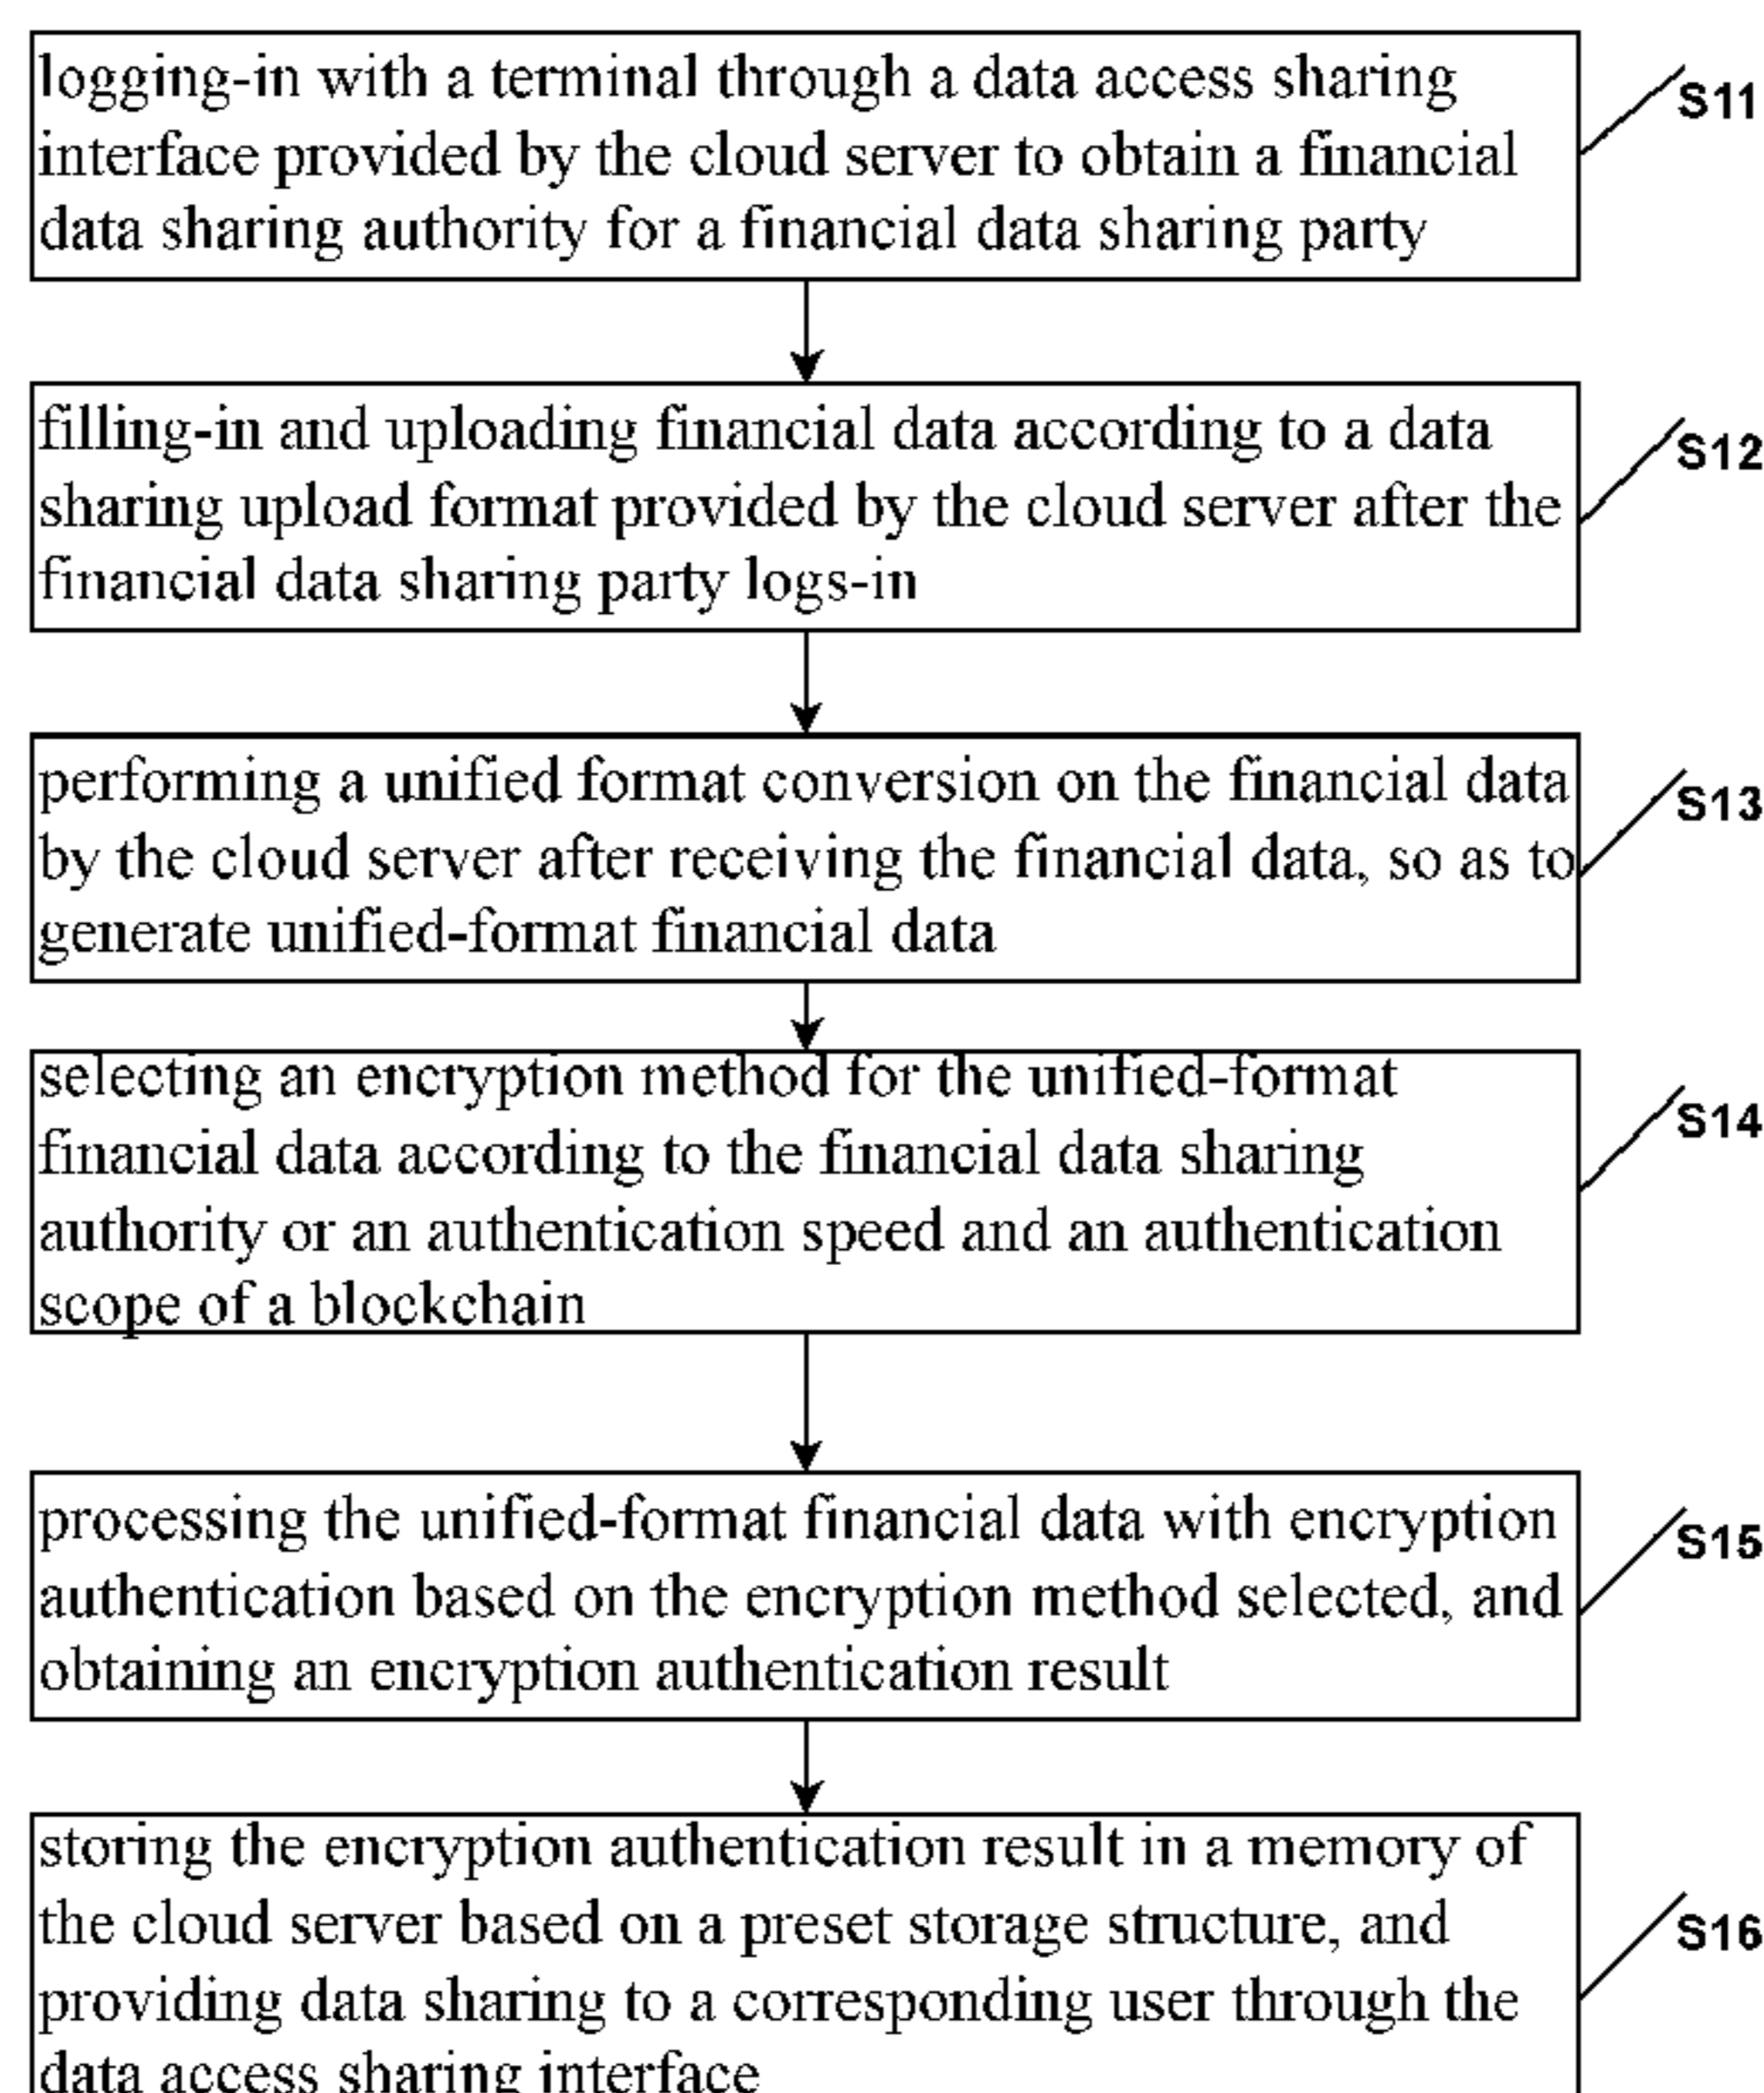 logging-in with a terminal through a data access sharing
interface provided by the cloud server to obtain a financial
data sharing authority for a financial data sharing party
S11
filling-in and uploading financial data according to a data
sharing upload format provided by the cloud server after the
financial data sharing party logs-in
S12
performing a unified format conversion on the financial data
by the cloud server after receiving the financial data, so as to
generate unified-format financial data
S13
selecting an encryption method for the unified-format
financial data according to the financial data sharing
authority or an authentication speed and an authentication
scope of a blockchain
S14
processing the unified-format financial data with encryption
authentication based on the encryption method selected, and
obtaining an encryption authentication result
S15
storing the encryption authentication result in a memory of
the cloud server based on a preset storage structure, and
providing data sharing to a corresponding user through the
data access sharing interface
S16